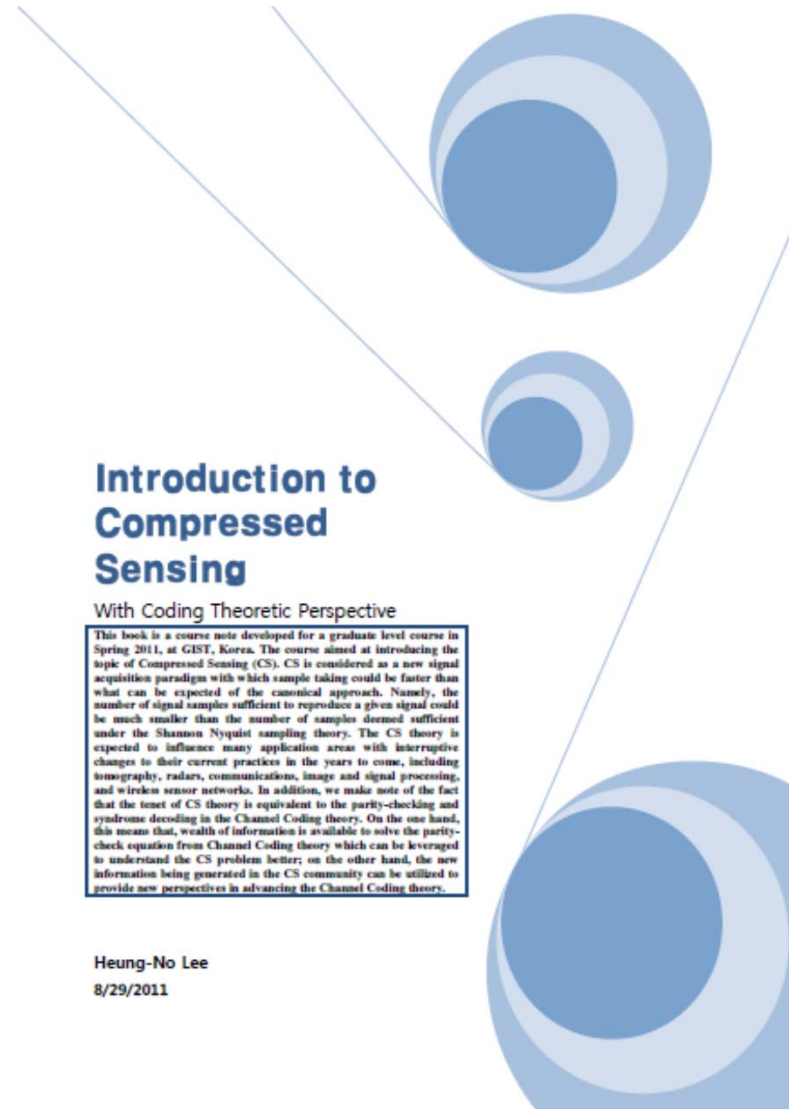 Introduction to
Compressed
Sensing
With Coding Theoretic Perspective
This book is a course note developed for a graduate level course in
Spring 2011, at GIST, Korea. The course aimed at introducing the
topic of Compressed Sensing (CS). CS is considered as a new signal
acquisition paradigm with which sample taking could be faster than
what can be expected of the canonical approach. Namely, the
number of signal samples sufficient to reproduce a given signal could
be much smaller than the number of samples deemed sufficient
under the Shannon Nyquist sampling theory. The CS theory is
expected to influence many application areas with interruptive
changes to their current practices in the years to come, including
tomography, radars, communications, image and signal processing,
and wireless sensor networks. In addition, we make note of the fact
that the tenet of CS theory is equivalent to the parity-checking and
syndrome decoding in the Channel Coding theory. On the one hand,
this means that, wealth of information is available to solve the parity-
check equation from Channel Coding theory which can be leveraged
to understand the CS problem better; on the other hand, the new
information being generated in the CS community can be utilized to
provide new perspectives in advancing the Channel Coding theory.
Heung-No Lee
8/29/2011